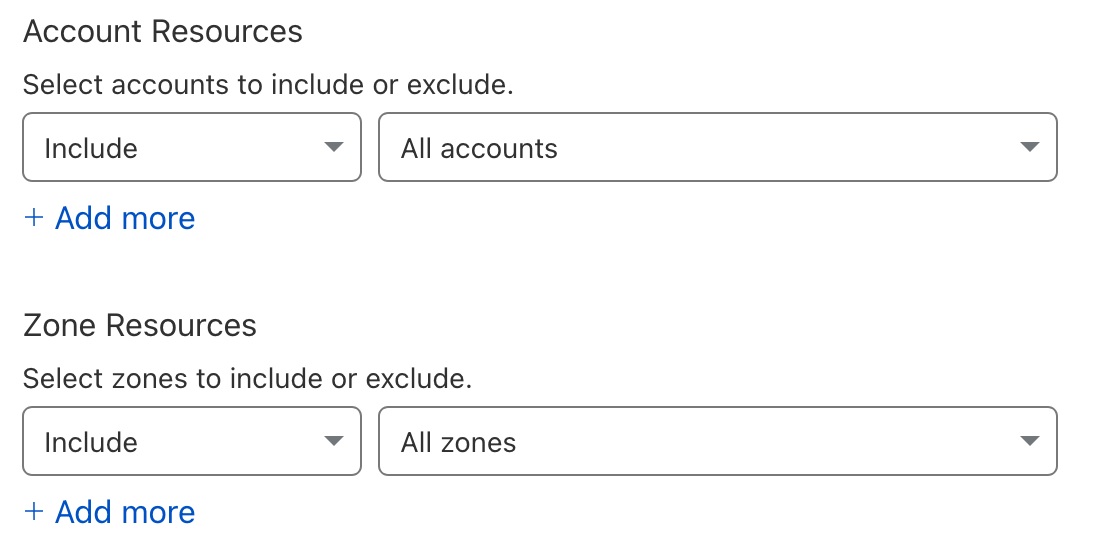 Account Resources
Select accounts to include or exclude.
Include All accounts
+ Add more
Zone Resources
Select zones to include or exclude.
Include All zones
+ Add more